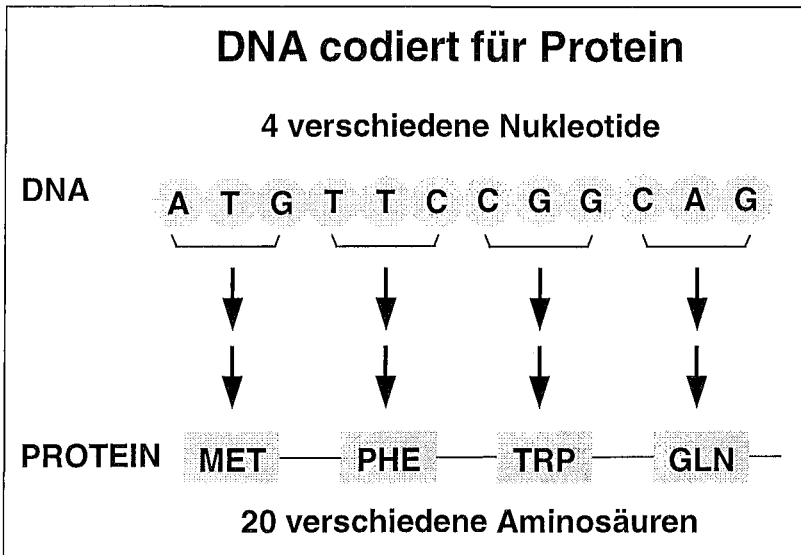 DNA codiert für Protein
4 verschiedene Nukleotide
DNA A T G T T C C G G C A G
PROTEIN MET PHE TRP GLN
20 verschiedene Aminosäuren